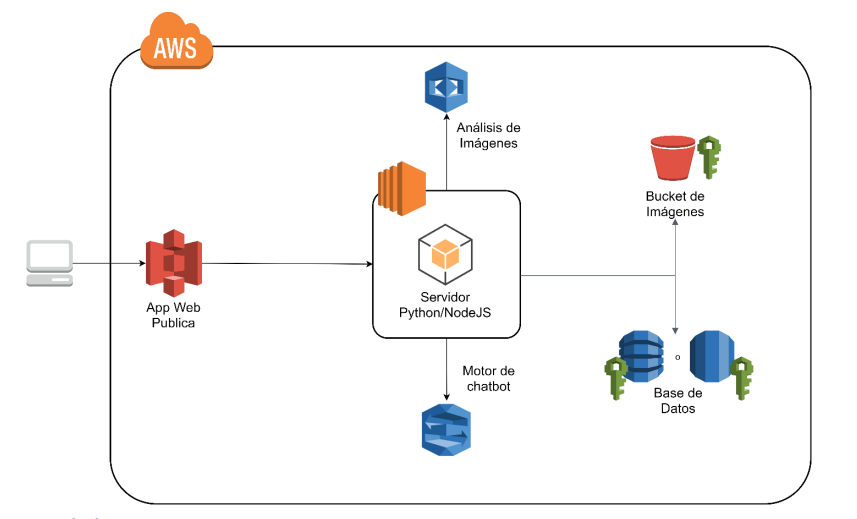 AWS
Análisis de
Imágenes
Bucket de
Imágenes
App Web
Publica
Servidor
Python/NodeJS
Motor de
chatbot
o
Base de
Datos